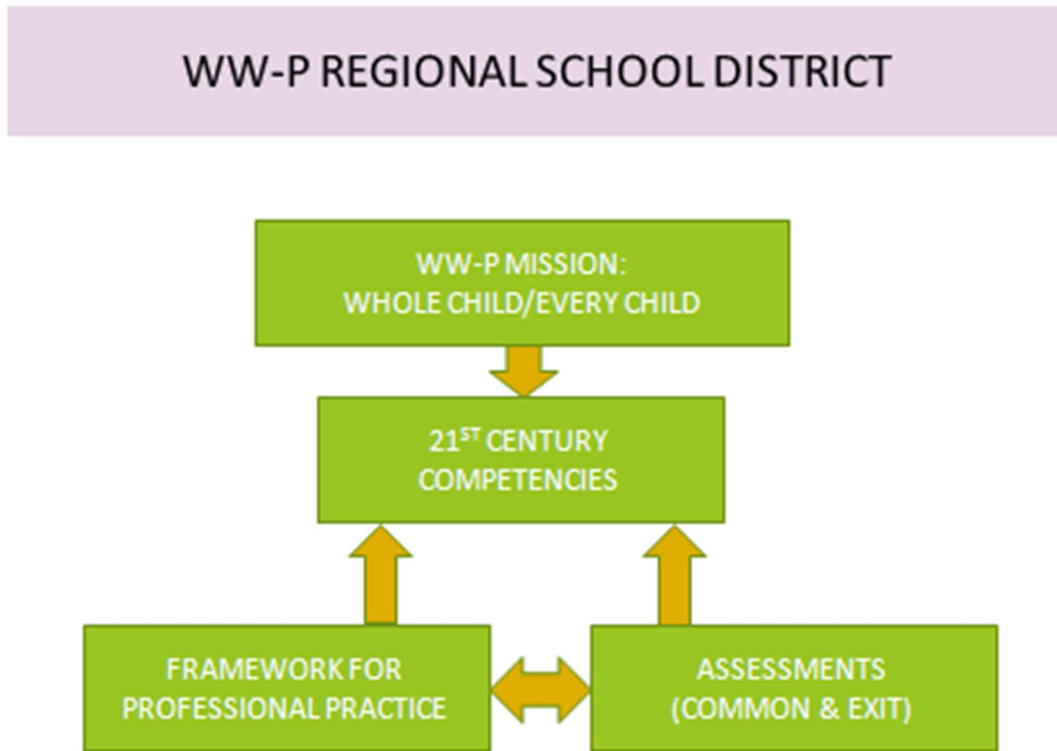 WW-P REGIONAL SCHOOL DISTRICT
WW-P MISSION:
WHOLE CHILD/EVERY CHILD
21ST CENTURY
COMPETENCIES
FRAMEWORK FOR
PROFESSIONAL PRACTICE
ASSESSMENTS
(COMMON & EXIT)